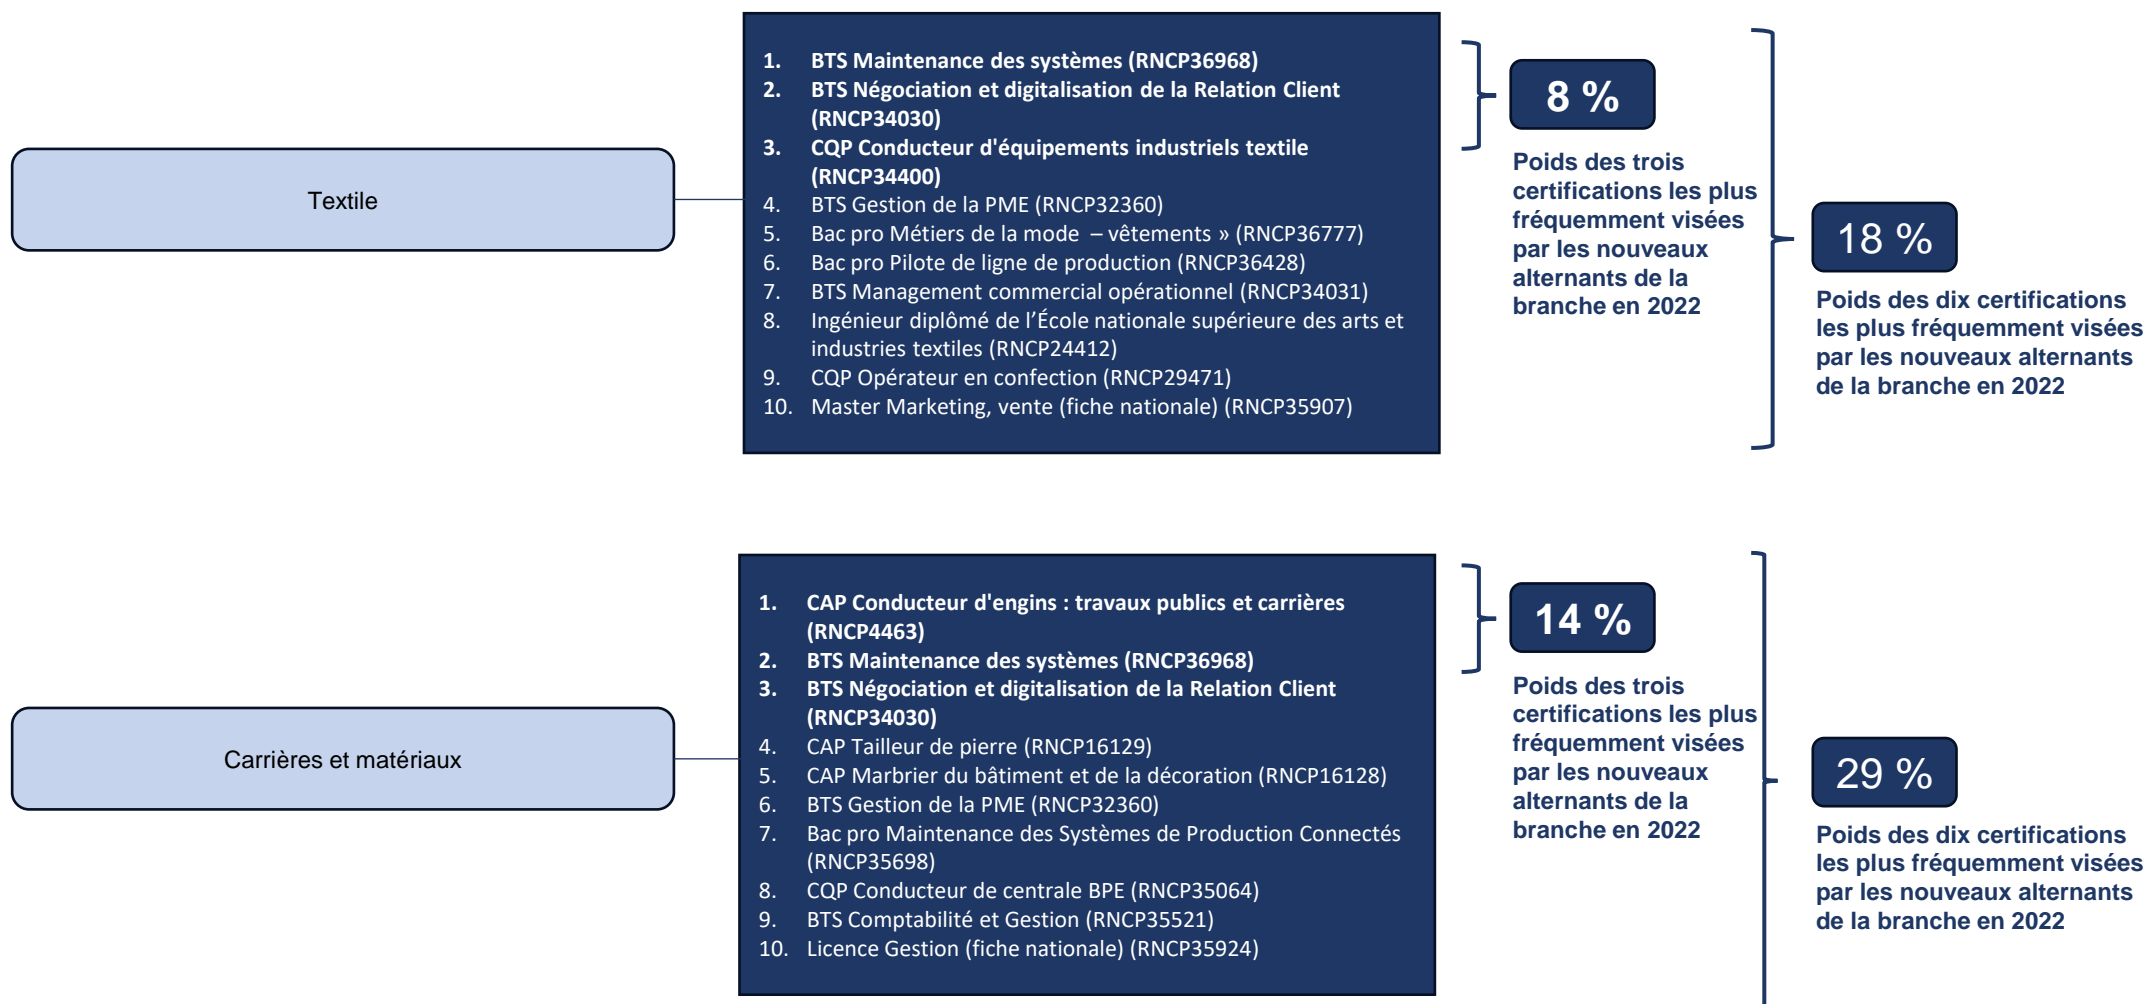 Textile
1. BTS Maintenance des systèmes (RNCP36968)
2. BTS Négociation et digitalisation de la Relation Client
(RNCP34030)
3. CQP Conducteur d'équipements industriels textile
(RNCP34400)
4. BTS Gestion de la PME (RNCP32360)
5. Bac pro Métiers de la mode – vêtements » (RNCP36777)
6. Bac pro Pilote de ligne de production (RNCP36428)
7. BTS Management commercial opérationnel (RNCP34031)
8. Ingénieur diplômé de l’École nationale supérieure des arts et
industries textiles (RNCP24412)
9. CQP Opérateur en confection (RNCP29471)
10. Master Marketing, vente (fiche nationale) (RNCP35907)
8 %
Poids des trois
certifications les plus
fréquemment visées
par les nouveaux
alternants de la
branche en 2022
18 %
Poids des dix certifications
les plus fréquemment visées
par les nouveaux alternants
de la branche en 2022
Carrières et matériaux
1. CAP Conducteur d'engins : travaux publics et carrières
(RNCP4463)
2. BTS Maintenance des systèmes (RNCP36968)
3. BTS Négociation et digitalisation de la Relation Client
(RNCP34030)
4. CAP Tailleur de pierre (RNCP16129)
5. CAP Marbrier du bâtiment et de la décoration (RNCP16128)
6. BTS Gestion de la PME (RNCP32360)
7. Bac pro Maintenance des Systèmes de Production Connectés
(RNCP35698)
8. CQP Conducteur de centrale BPE (RNCP35064)
9. BTS Comptabilité et Gestion (RNCP35521)
10. Licence Gestion (fiche nationale) (RNCP35924)
14 %
Poids des trois
certifications les plus
fréquemment visées
par les nouveaux
alternants de la
branche en 2022
29 %
Poids des dix certifications
les plus fréquemment visées
par les nouveaux alternants
de la branche en 2022